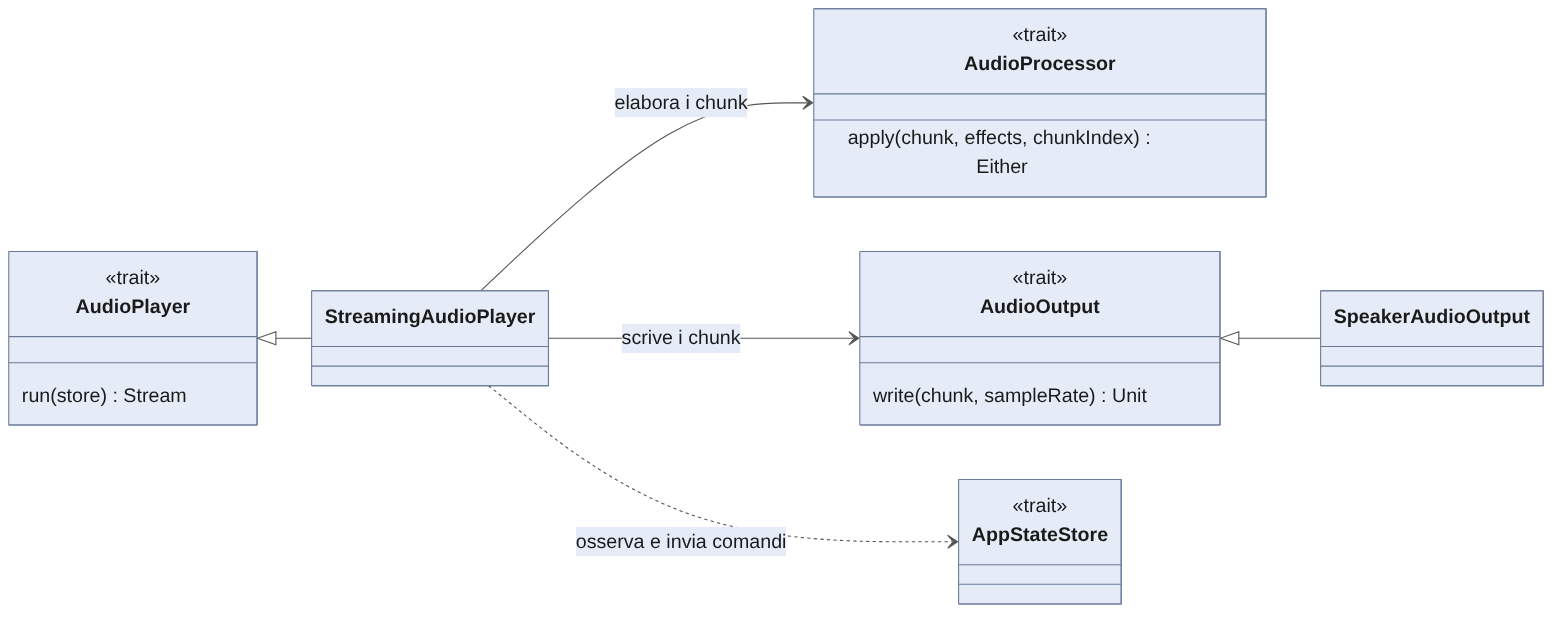 «trait»
AudioProcessor
apply(chunk, effects, chunkIndex) :
Either
elabora i chunk
«trait»
AudioPlayer
run(store) : Stream
StreamingAudioPlayer
scrive i chunk
«trait»
AudioOutput
write(chunk, sampleRate) : Unit
SpeakerAudioOutput
osserva e invia comandi
«trait»
AppStateStore